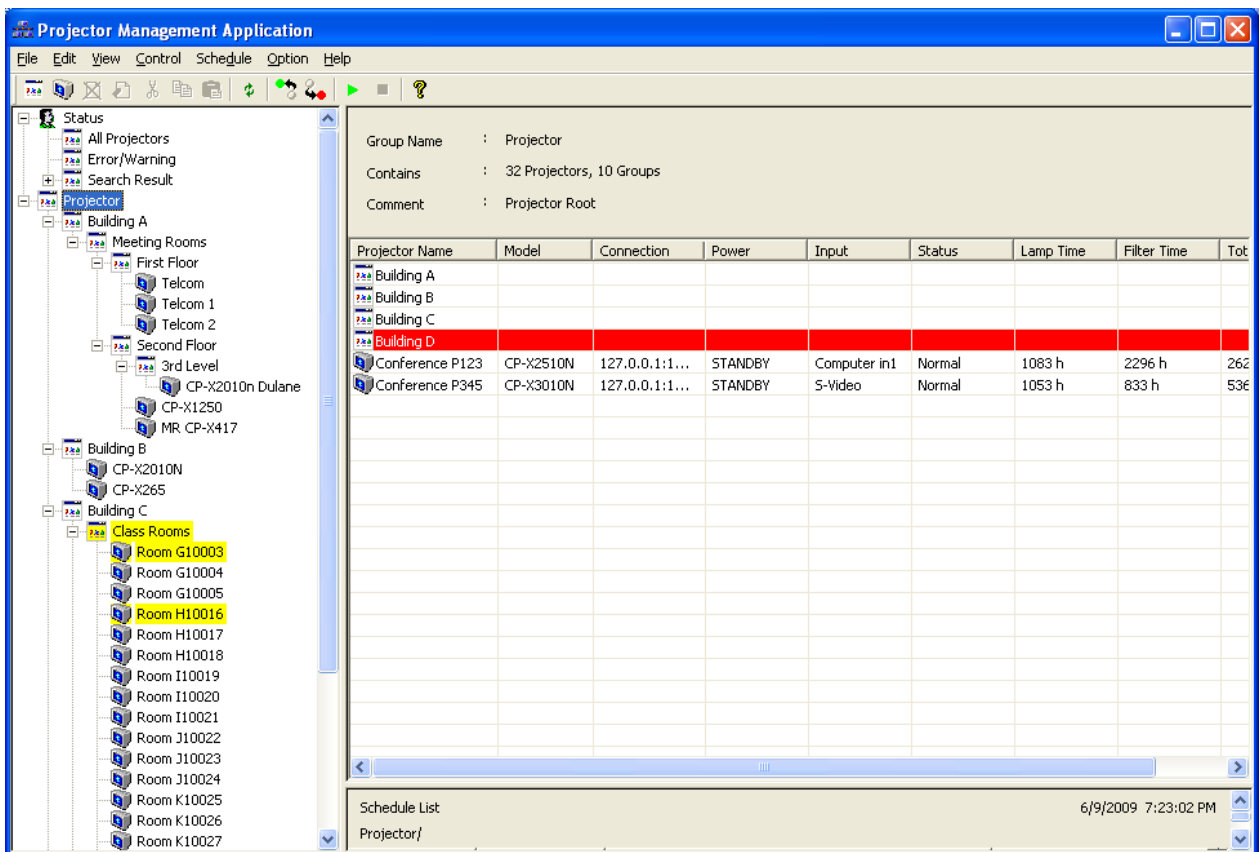 Projector Management Application
File Edit View Control Schedule Option Help
Status
All Projectors
Error/Warning
Search Result
Projector
Building A
Meeting Rooms
First Floor
Telcom
Telcom 1
Telcom 2
Second Floor
3rd Level
CP-X2010n Dulane
CP-X1250
MR CP-X417
Building B
CP-X2010N
CP-X265
Building C
Class Rooms
Room G10003
Room G10004
Room G10005
Room H10016
Room H10017
Room H10018
Room I10019
Room I10020
Room I10021
Room J10022
Room J10023
Room J10024
Room K10025
Room K10026
Room K10027
Group Name : Projector
Contains : 32 Projectors, 10 Groups
Comment : Projector Root
Projector Name Model Connection Power Input Status Lamp Time Filter Time Tot
Building A
Building B
Building C
Building D
Conference P123 CP-X2510N 127.0.0.1:1... STANDBY Computer in1 Normal 1083 h 2296 h 262
Conference P345 CP-X3010N 127.0.0.1:1... STANDBY S-Video Normal 1053 h 833 h 536
Schedule List 6/9/2009 7:23:02 PM
Projector/